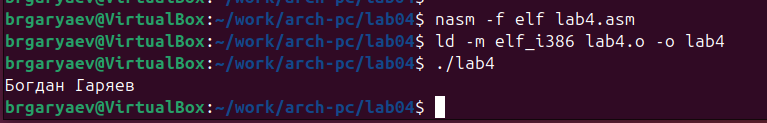 brgaryaev@VirtualBox:~/work/arch-pc/lab04$ nasm -f elf lab4.asm
brgaryaev@VirtualBox:~/work/arch-pc/lab04$ ld -m elf_i386 lab4.o -o lab4
brgaryaev@VirtualBox:~/work/arch-pc/lab04$ ./lab4
Богдан Гаряев
brgaryaev@VirtualBox:~/work/arch-pc/lab04$